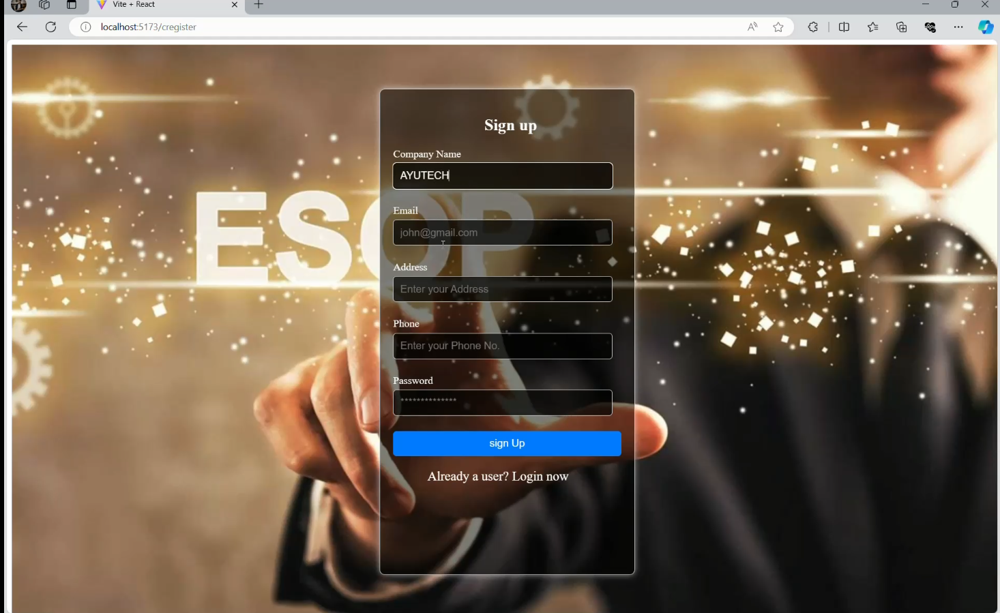 Vite + React
localhost:5173/cregister
ESOP
Sign up
Company Name
AYUTECH
Email
john@gmail.com
Address
Enter your Address
Phone
Enter your Phone No.
Password
**************
sign Up
Already a user? Login now